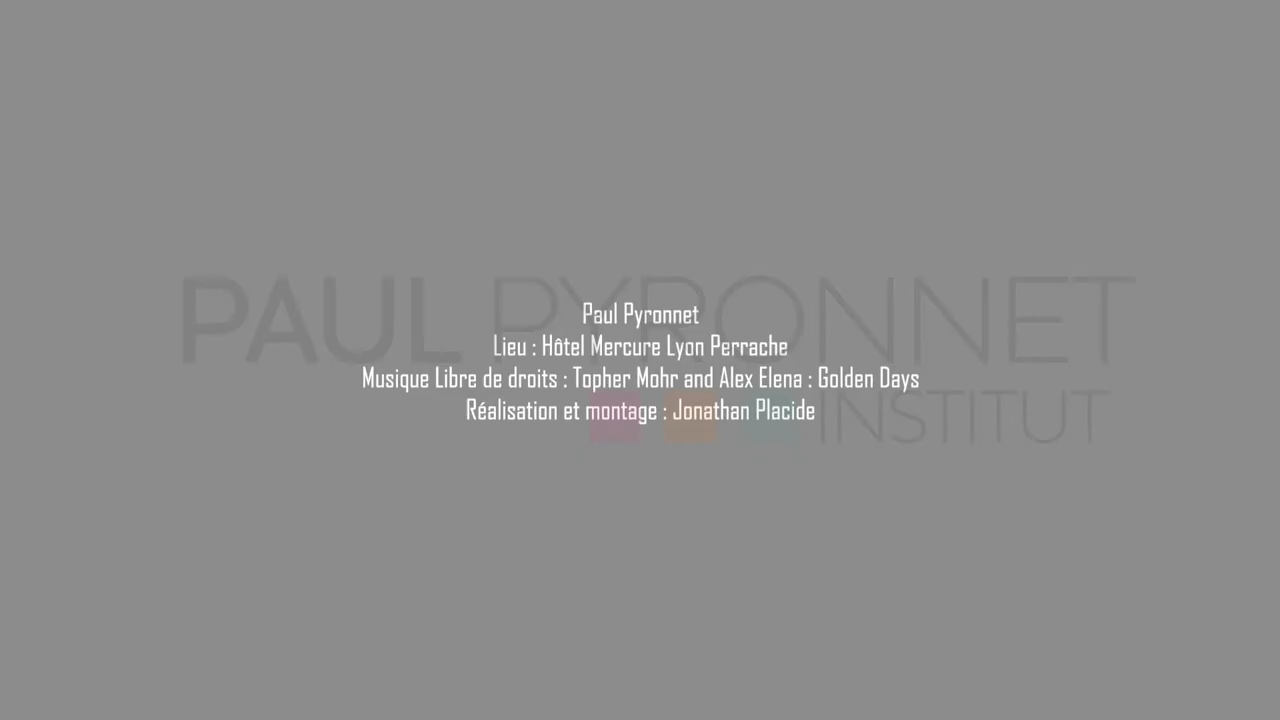 PAUL PYRONNET
INSTITUT
Paul Pyronnet
Lieu : Hôtel Mercure Lyon Perrache
Musique Libre de droits : Topher Mohr and Alex Elena : Golden Days
Réalisation et montage : Jonathan Placide